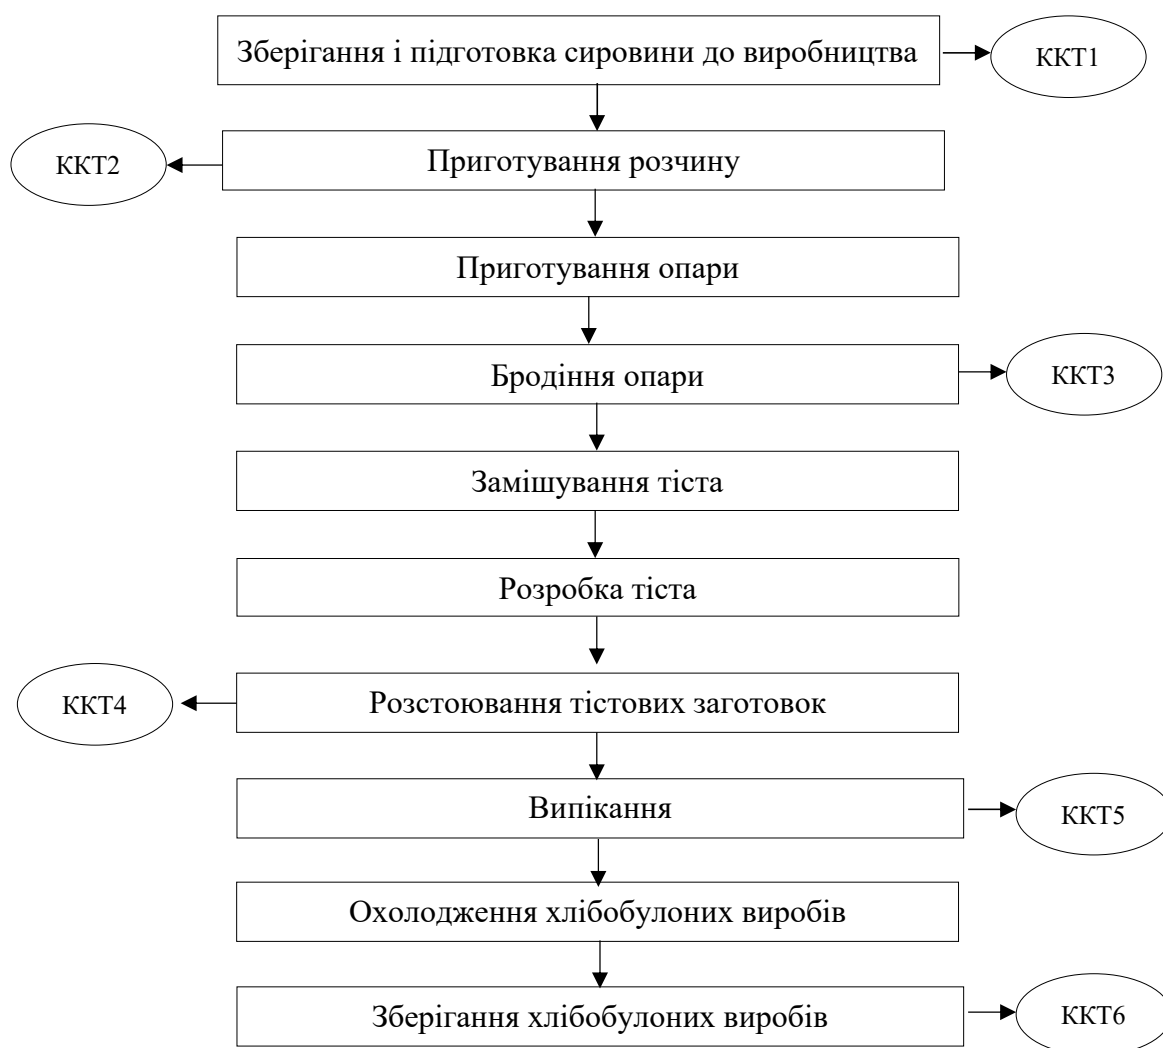 Зберігання і підготовка сировини до виробництва
ККТ1
ККТ2
Приготування розчину
Приготування опари
Бродіння опари
ККТ3
Замішування тіста
Розробка тіста
ККТ4
Розстоювання тістових заготовок
Випікання
ККТ5
Охолодження хлібобулоних виробів
Зберігання хлібобулоних виробів
ККТ6